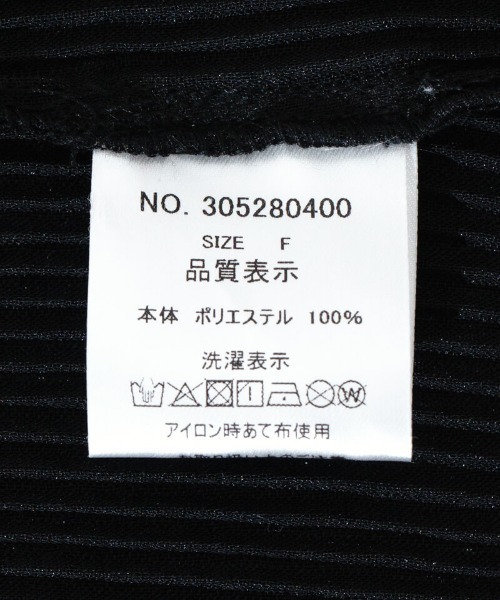 NO. 305280400
SIZE F
品質表示
本体 ポリエステル 100%
洗濯表示
W
アイロン時あて布使用